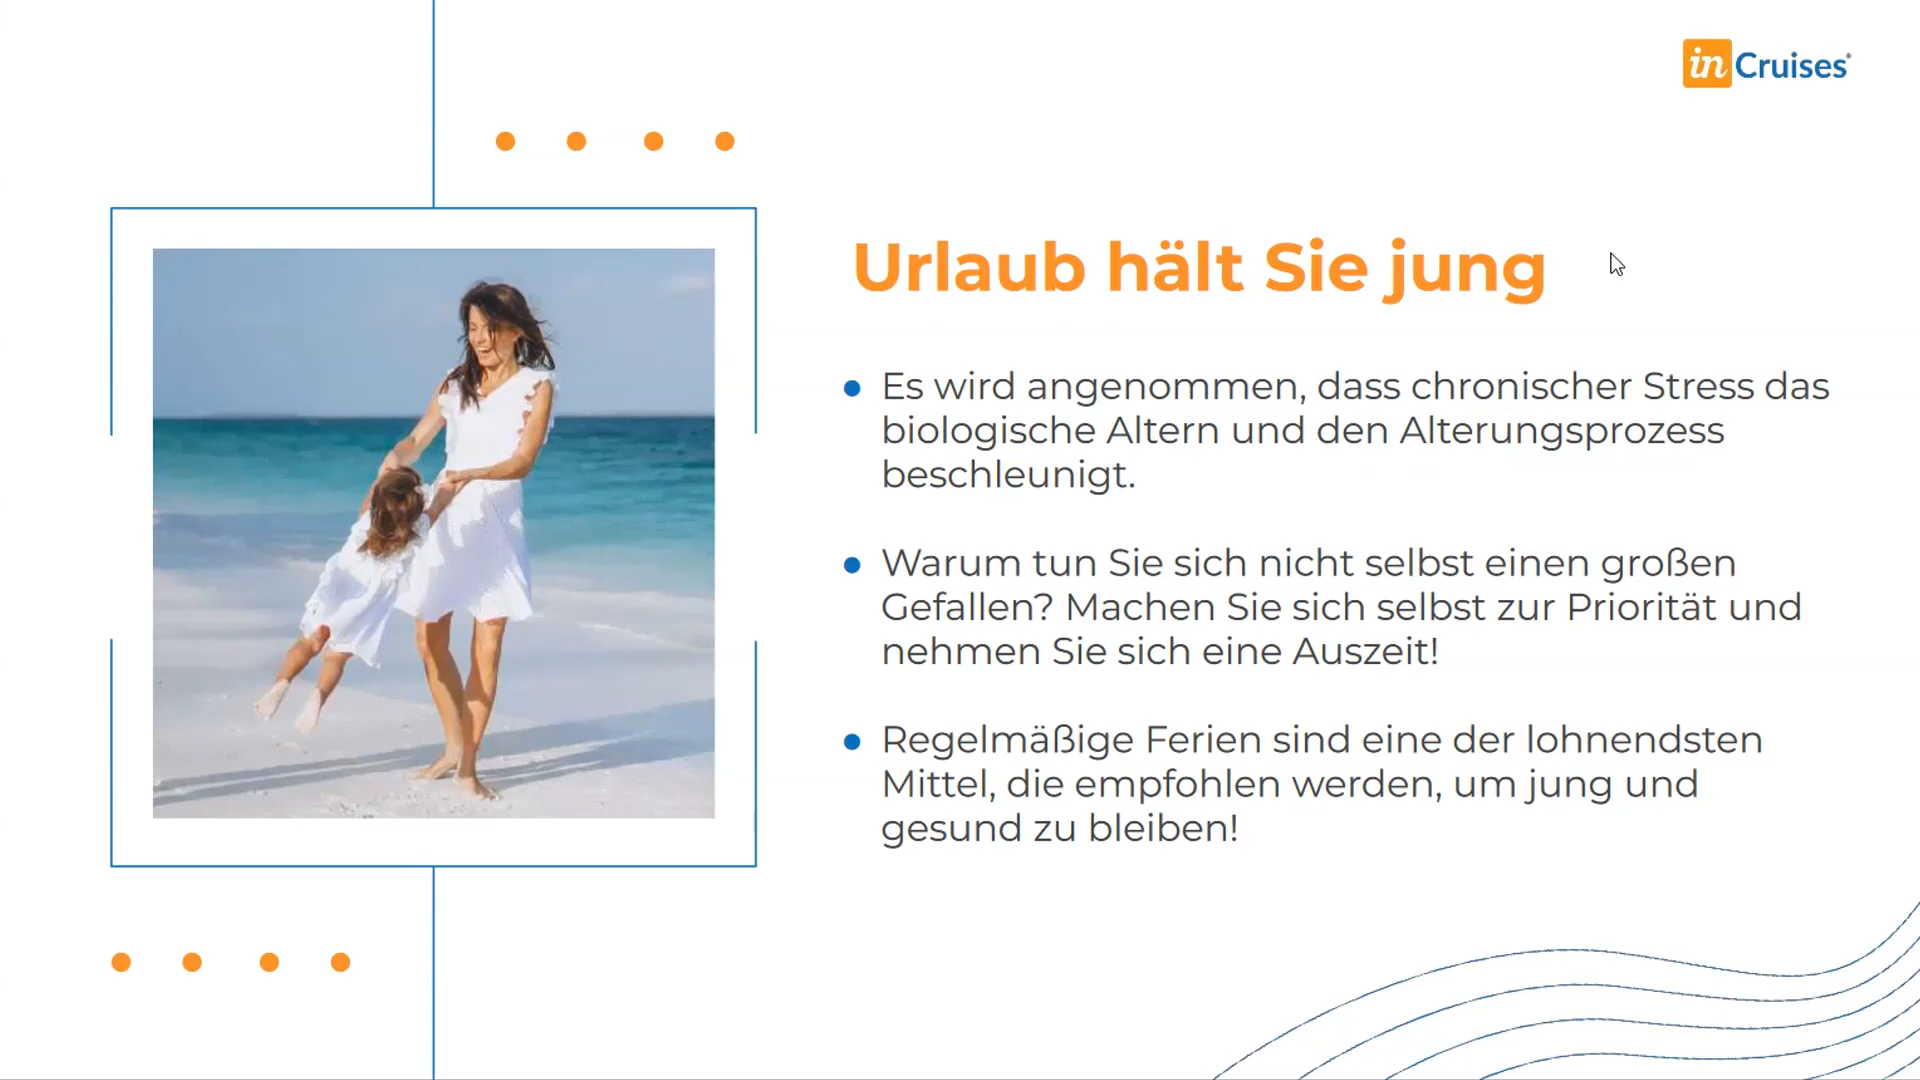 inCruises®
Urlaub hält Sie jung
Es wird angenommen, dass chronischer Stress das
biologische Altern und den Alterungsprozess
beschleunigt.
Warum tun Sie sich nicht selbst einen großen
Gefallen? Machen Sie sich selbst zur Priorität und
nehmen Sie sich eine Auszeit!
Regelmäßige Ferien sind eine der lohnendsten
Mittel, die empfohlen werden, um jung und
gesund zu bleiben!